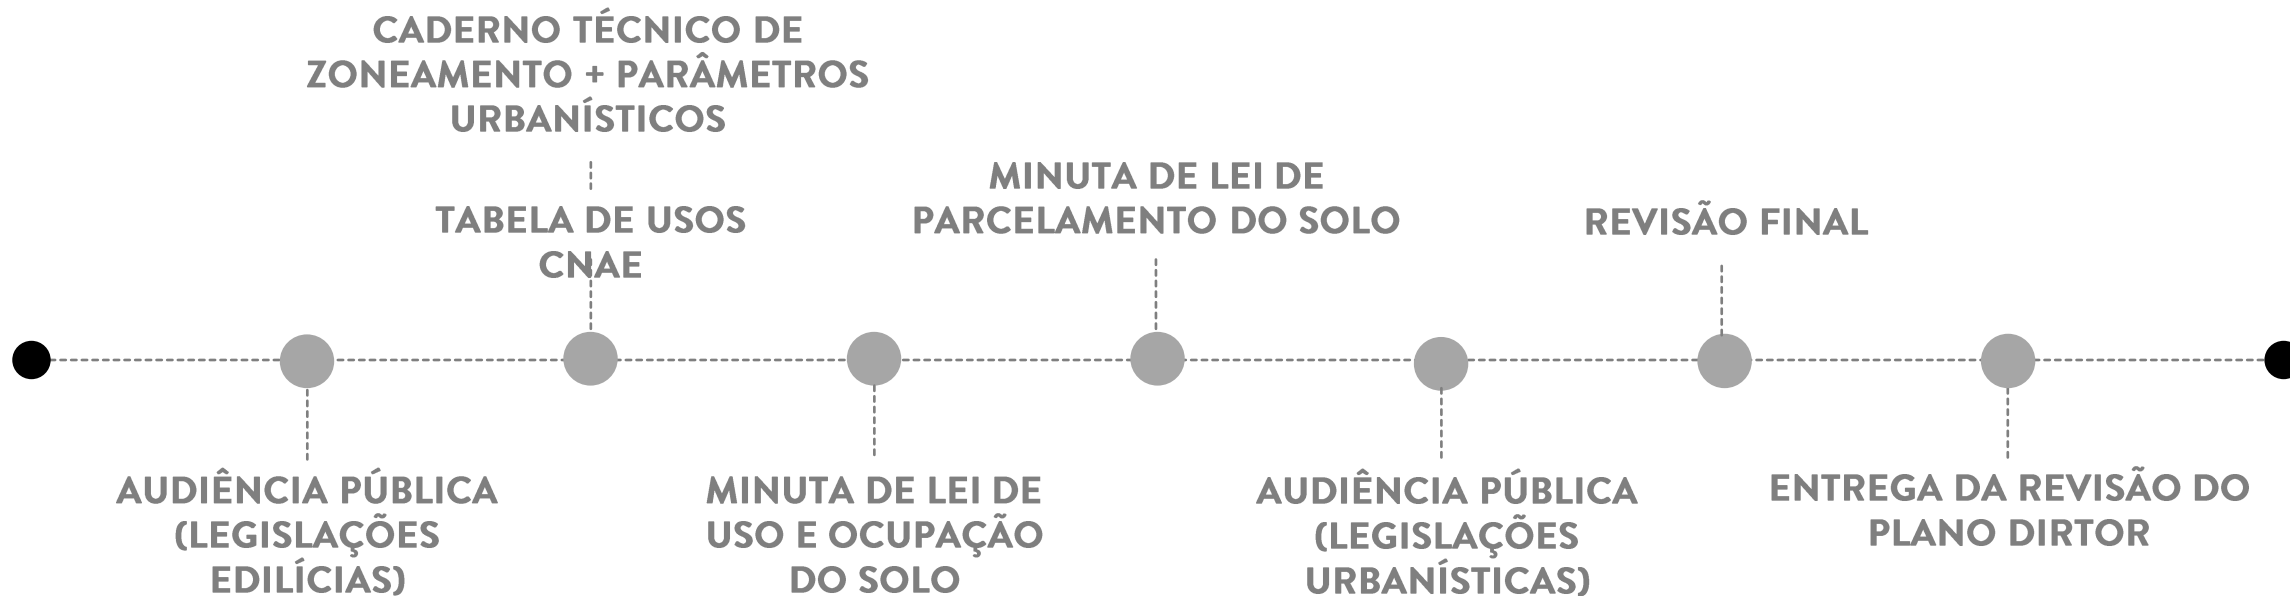 CADERNO TÉCNICO DE
ZONEAMENTO + PARÂMETROS
URBANÍSTICOS
TABELA DE USOS
CNAE
MINUTA DE LEI DE
PARCELAMENTO DO SOLO
REVISÃO FINAL
AUDIÊNCIA PÚBLICA
(LEGISLAÇÕES
EDILÍCIAS)
MINUTA DE LEI DE
USO E OCUPAÇÃO
DO SOLO
AUDIÊNCIA PÚBLICA
(LEGISLAÇÕES
URBANÍSTICAS)
ENTREGA DA REVISÃO DO
PLANO DIRTOR